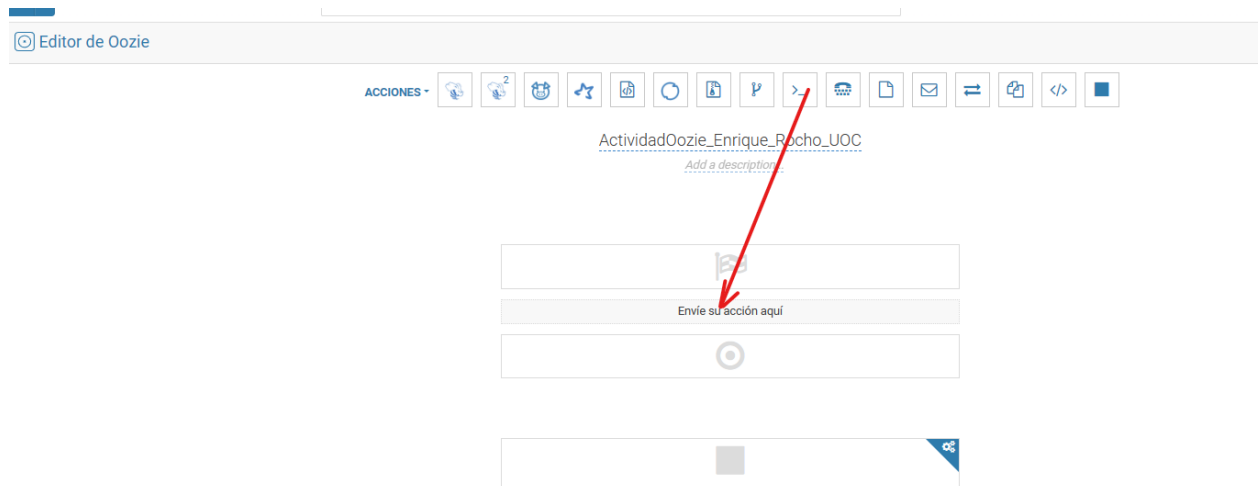 Editor de Oozie
ACCIONES
2
ActividadOozie_Enrique_Rocho_UOC
Add a description...
Envíe su acción aquí